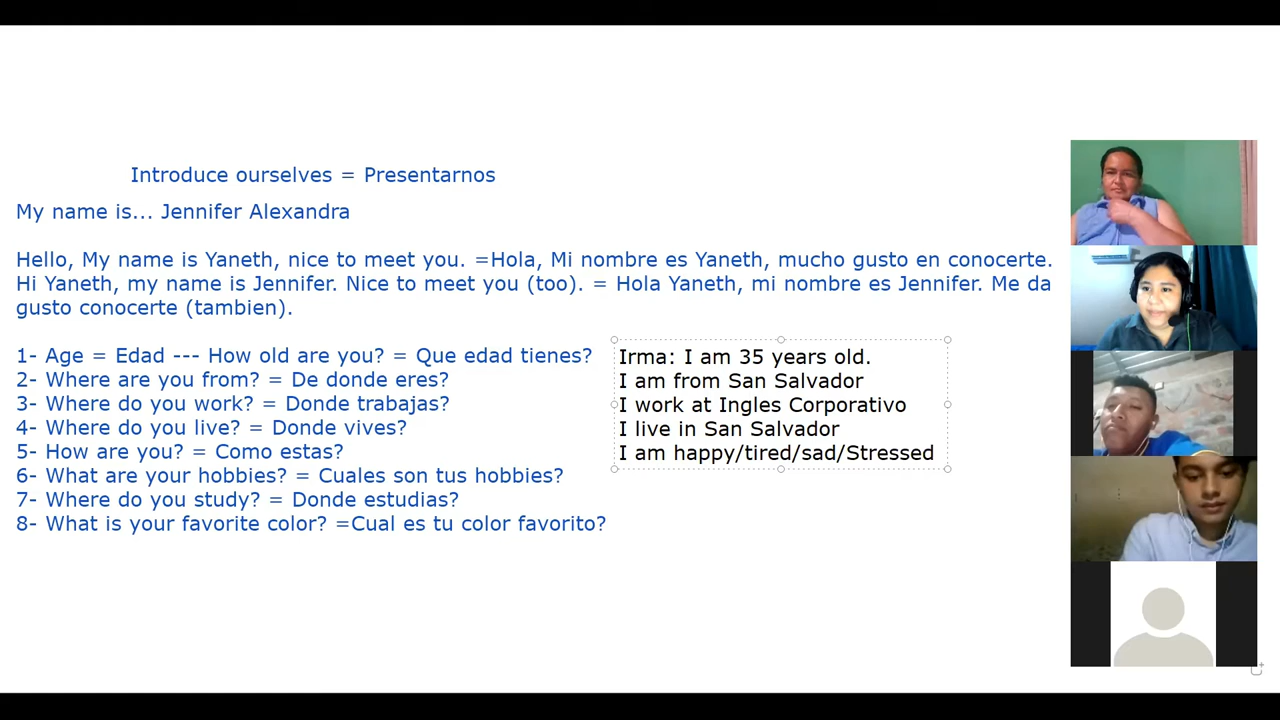 Introduce ourselves = Presentarnos
My name is... Jennifer Alexandra
Hello, My name is Yaneth, nice to meet you. =Hola, Mi nombre es Yaneth, mucho gusto en conocerte.
Hi Yaneth, my name is Jennifer. Nice to meet you (too). = Hola Yaneth, mi nombre es Jennifer. Me da
gusto conocerte (tambien).
1- Age = Edad --- How old are you? = Que edad tienes?
2- Where are you from? = De donde eres?
3- Where do you work? = Donde trabajas?
4- Where do you live? = Donde vives?
5- How are you? = Como estas?
6- What are your hobbies? = Cuales son tus hobbies?
7- Where do you study? = Donde estudias?
8- What is your favorite color? =Cual es tu color favorito?
Irma: I am 35 years old.
I am from San Salvador
I work at Ingles Corporativo
I live in San Salvador
I am happy/tired/sad/Stressed